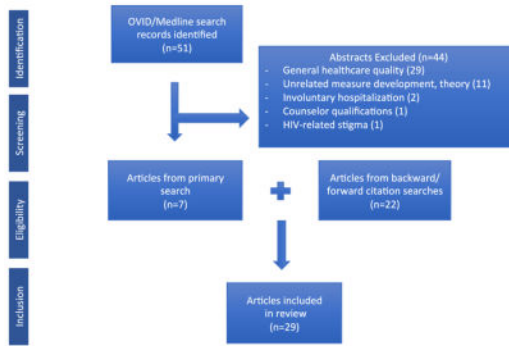 Identification
OVID/Medline search
records identified
(n=51)
Abstracts Excluded (n=44)
- General healthcare quality (29)
- Unrelated measure development, theory (11)
- Involuntary hospitalization (2)
- Counselor qualifications (1)
- HIV-related stigma (1)
Screening
Articles from primary
search
(n=7)
Articles from backward/
forward citation searches
(n=22)
Eligibility
Inclusion
Articles included
in review
(n=29)